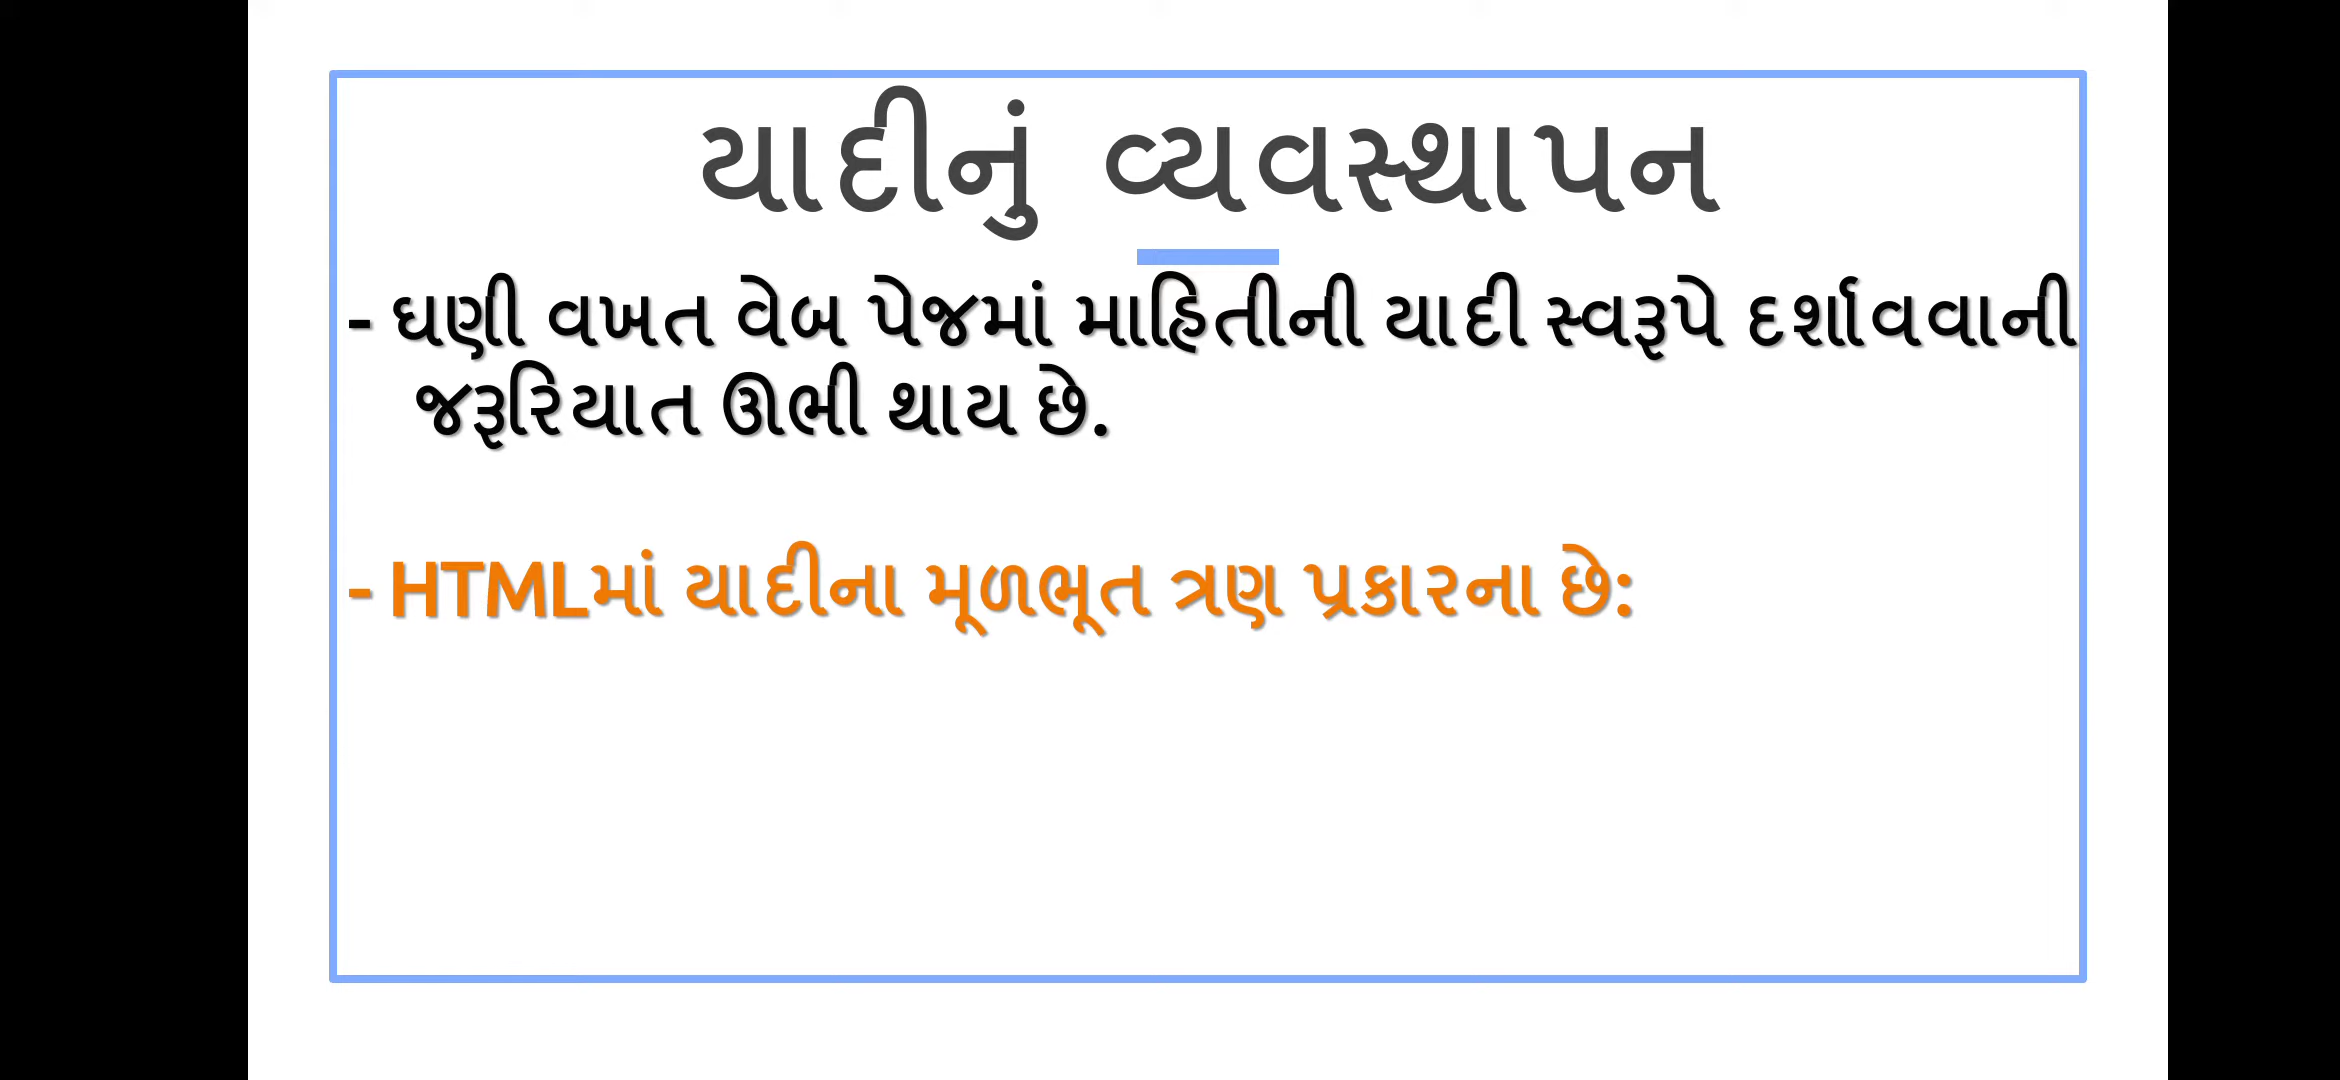 યાદીનું વ્યવસ્થાપન
- ઘણી વખત વેબ પેજમાં માહિતીની યાદી સ્વરૂપે દર્શાવવાની
જરૂરિયાત ઊભી થાય છે.
- HTMLમાં યાદીના મૂળભૂત ત્રણ પ્રકારના છે: